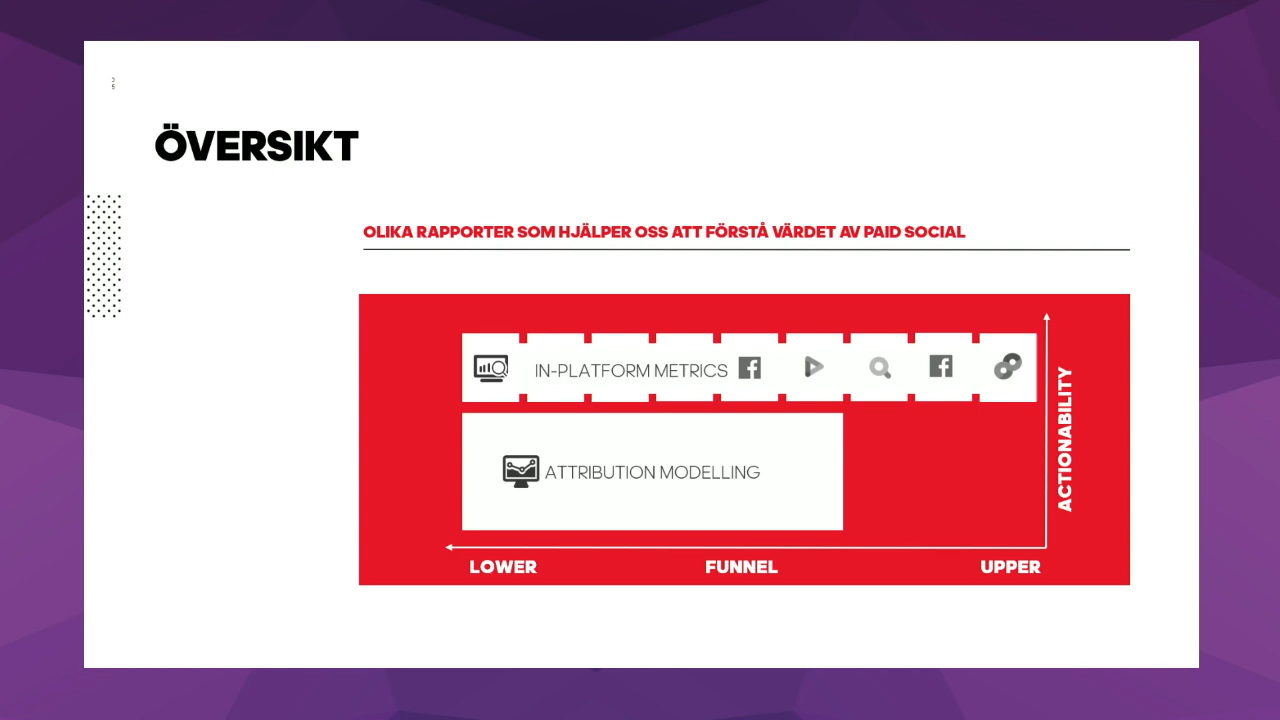 ÖVERSIKT
OLIKA RAPPORTER SOM HJÄLPER OSS ATT FÖRSTÅ VÄRDET AV PAID SOCIAL
IN-PLATFORM METRICS
ATTRIBUTION MODELLING
ACTIONABILITY
LOWER FUNNEL UPPER